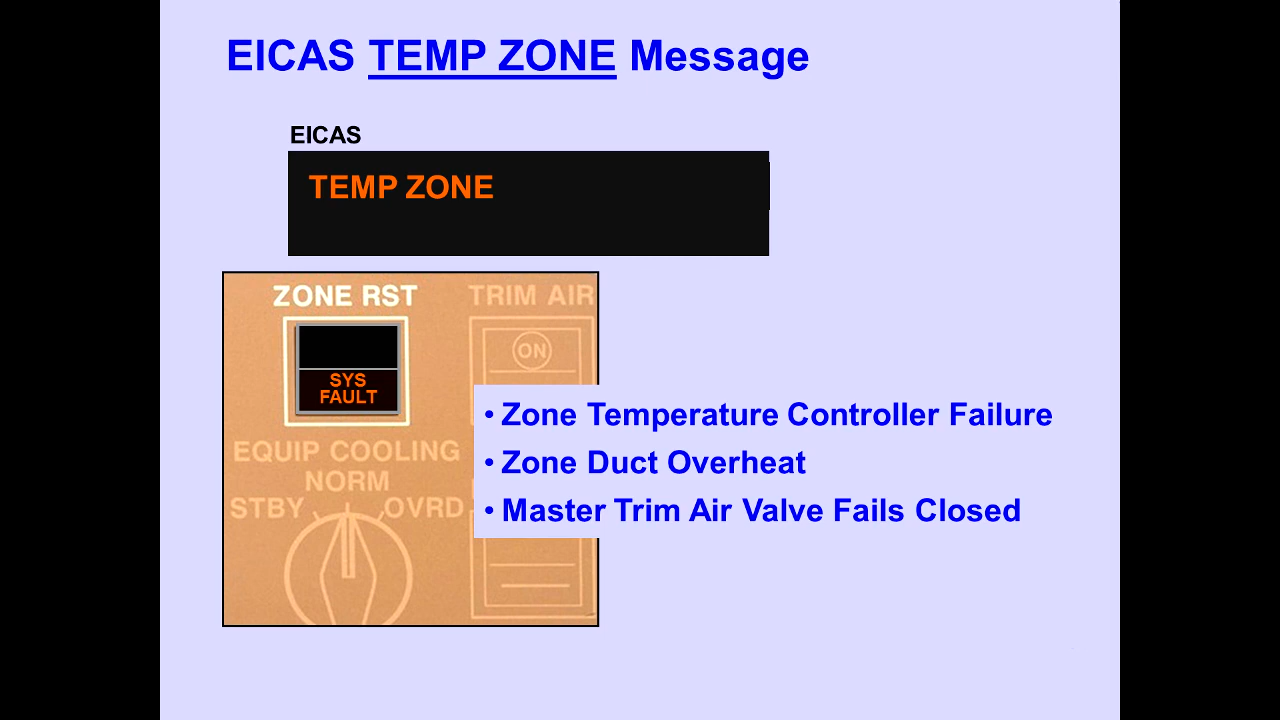 EICAS TEMP ZONE Message
EICAS
TEMP ZONE
ZONE RST
TRIM AIR
ON
SYS
FAULT
• Zone Temperature Controller Failure
• Zone Duct Overheat
• Master Trim Air Valve Fails Closed
EQUIP COOLING
NORM
STBY
OVRD